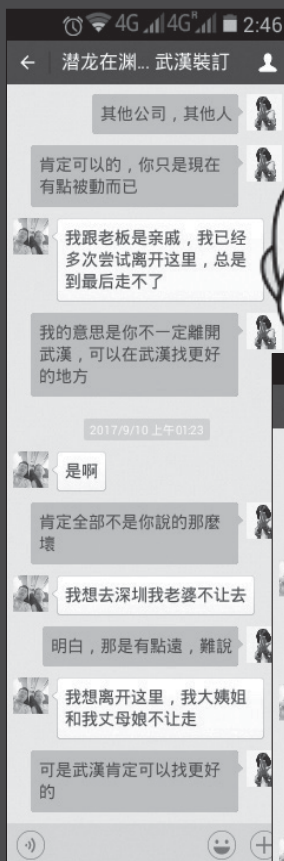 4G 4G R 2:46
潜龙在渊... 武漢裝訂
其他公司，其他人
肯定可以的，你只是現在
有點被動而已
我跟老板是亲戚，我已经
多次尝试离开这里，总是
到最后走不了
我的意思是你不一定離開
武漢，可以在武漢找更好
的地方
2017/9/10 上午01:23
是啊
肯定全部不是你說的那麼
壞
我想去深圳我老婆不让去
明白，那是有點遠，難說
我想离开这里，我大姨姐
和我丈母娘不让走
可是武漢肯定可以找更好
的